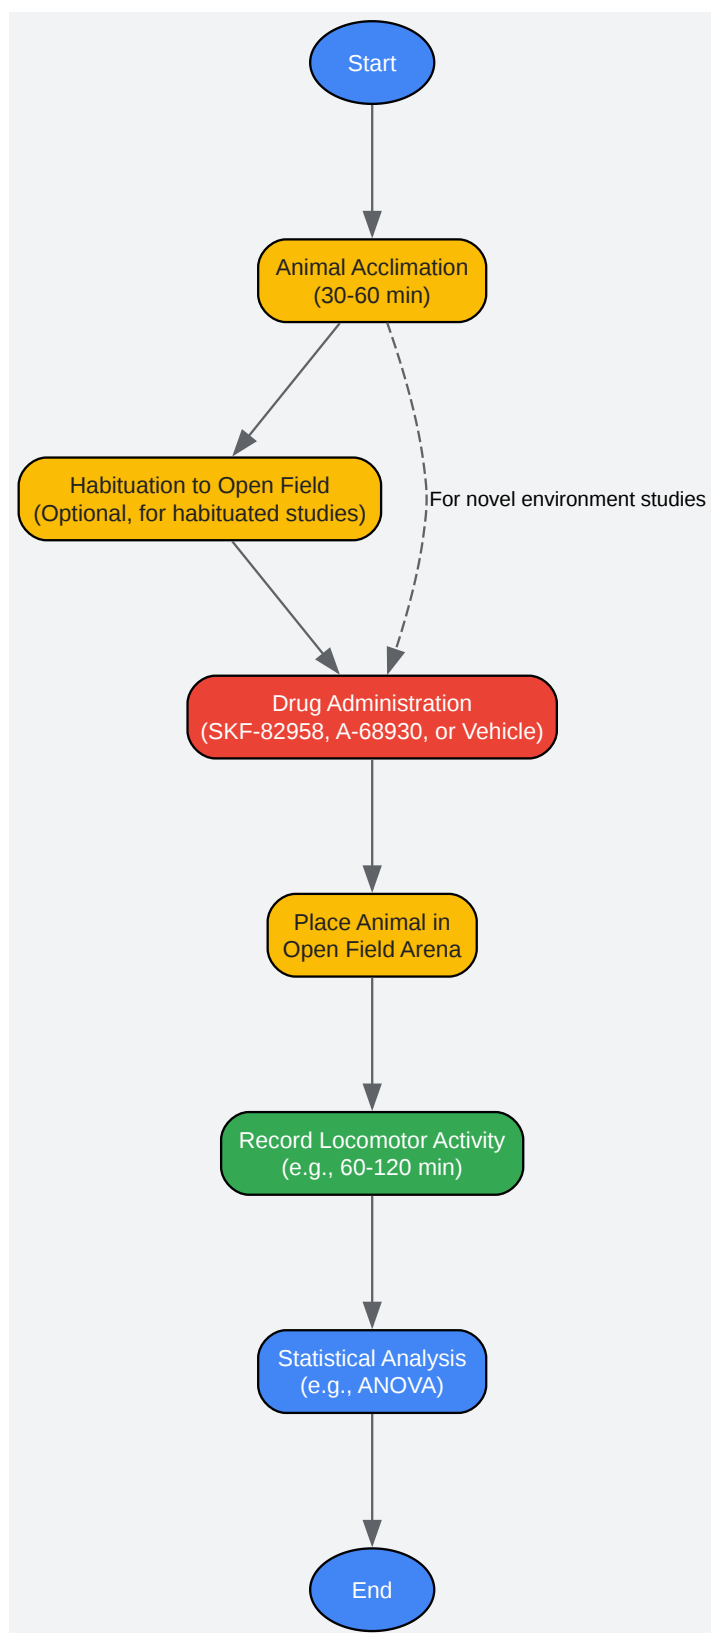 Start
Animal Acclimation
(30-60 min)
Habituation to Open Field
(Optional, for habituated studies)
For novel environment studies
Drug Administration
(SKF-82958, A-68930, or Vehicle)
Place Animal in
Open Field Arena
Record Locomotor Activity
(e.g., 60-120 min)
Statistical Analysis
(e.g., ANOVA)
End